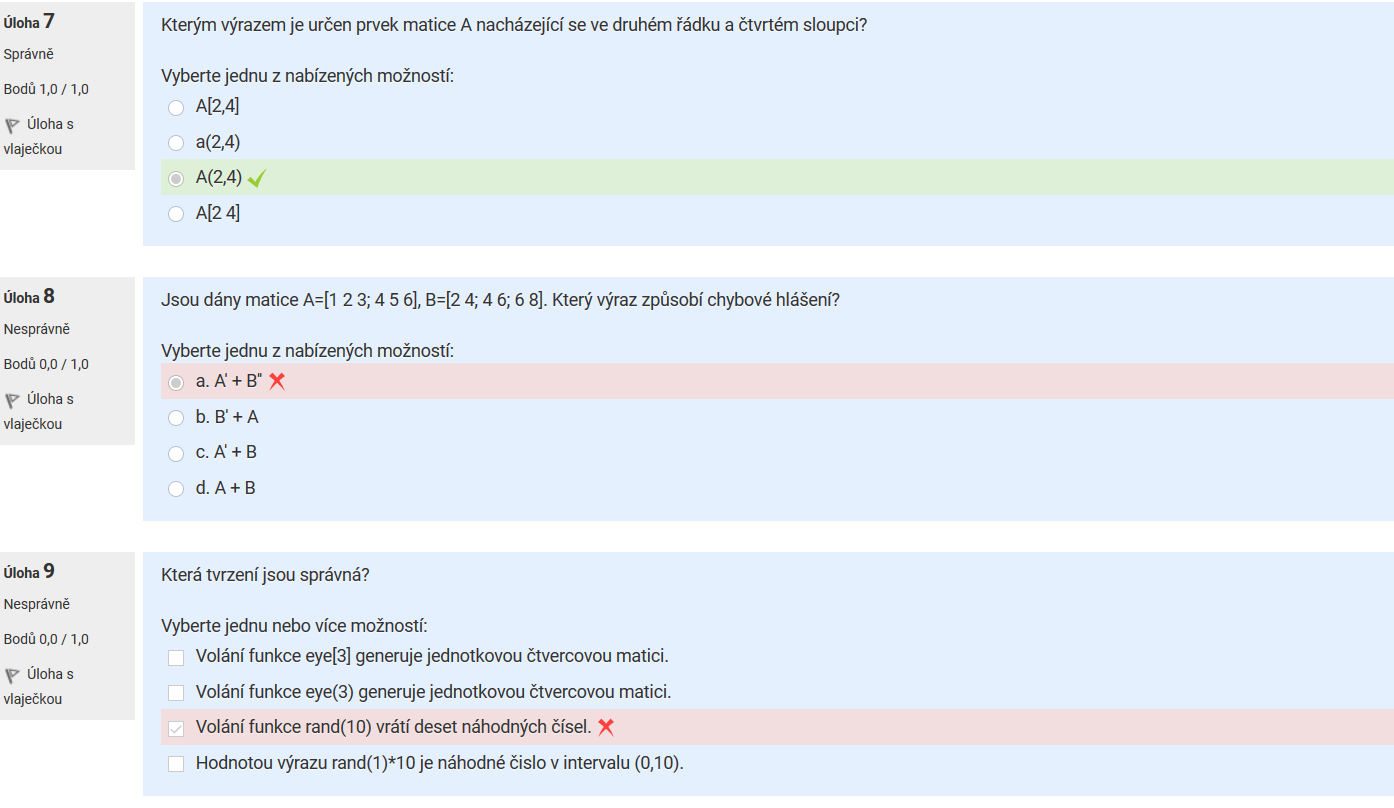 Úloha 7
Správně
Bodů 1,0 / 1,0
Úloha s
vlaječkou
Kterým výrazem je určen prvek matice A nacházející se ve druhém řádku a čtvrtém sloupci?
Vyberte jednu z nabízených možností:
A[2,4]
a(2,4)
A(2,4)
A[2 4]
Úloha 8
Nesprávně
Bodů 0,0 / 1,0
Úloha s
vlaječkou
Jsou dány matice A=[1 2 3; 4 5 6], B=[2 4; 4 6; 6 8]. Který výraz způsobí chybové hlášení?
Vyberte jednu z nabízených možností:
a. A' + B''
b. B' + A
c. A' + B
d. A + B
Úloha 9
Nesprávně
Bodů 0,0 / 1,0
Úloha s
vlaječkou
Která tvrzení jsou správná?
Vyberte jednu nebo více možností:
Volání funkce eye[3] generuje jednotkovou čtvercovou matici.
Volání funkce eye(3) generuje jednotkovou čtvercovou matici.
Volání funkce rand(10) vrátí deset náhodných čísel.
Hodnotou výrazu rand(1)*10 je náhodné čislo v intervalu (0,10).